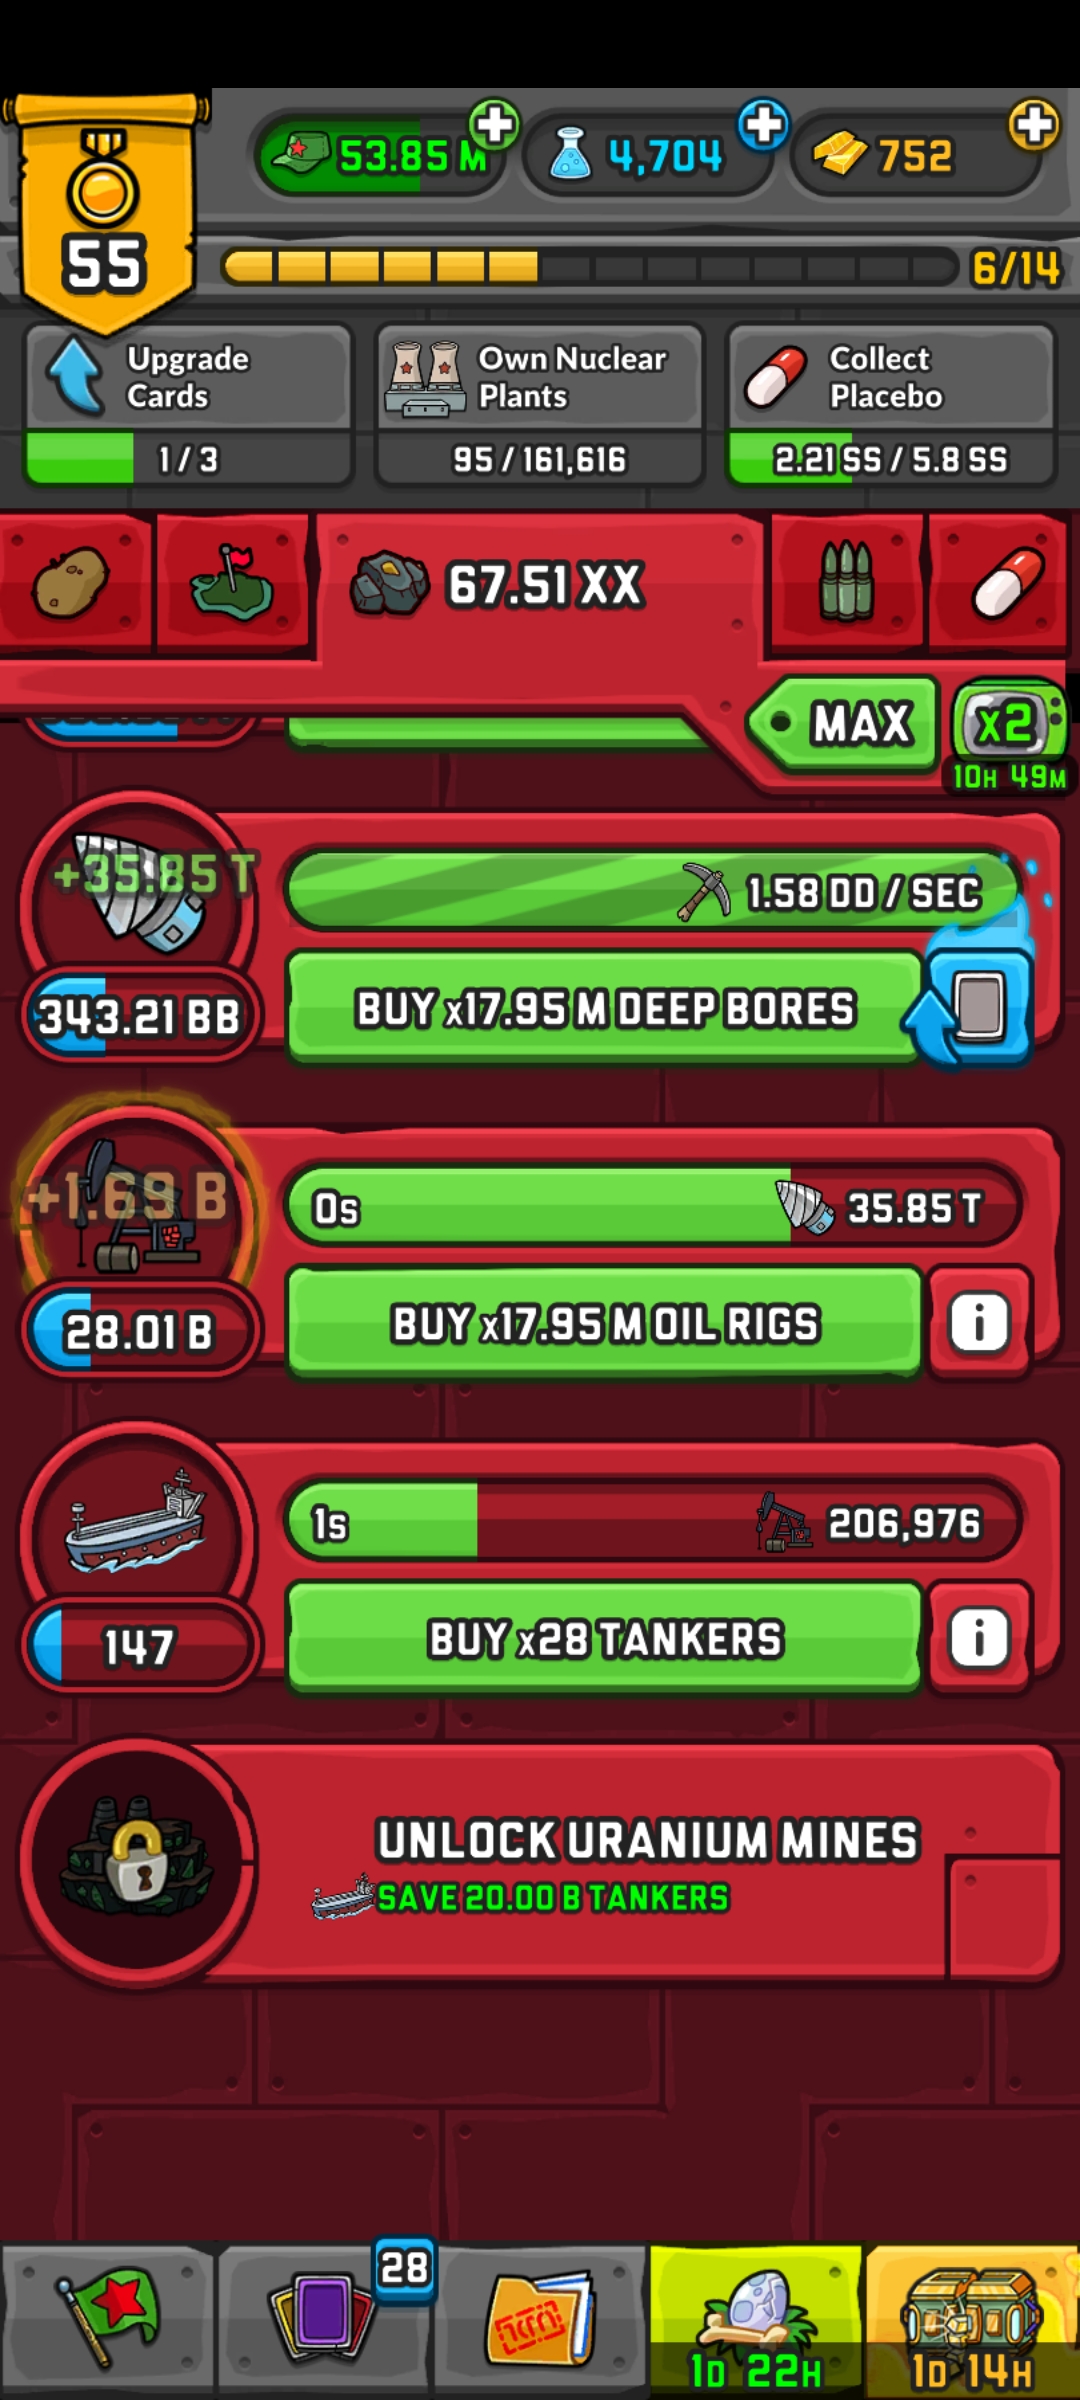 53.85 M
4,704
752
55
6/14
Upgrade
Cards
1 / 3
Own Nuclear
Plants
95 / 161,616
Collect
Placebo
2.21 SS / 5.8 SS
67.51 XX
MAX
x2
10H 49M
+35.85 T
1.58 DD / SEC
343.21 BB
BUY x17.95 M DEEP BORES
+1.69 B
0s
35.85 T
28.01 B
BUY x17.95 M OIL RIGS
i
1s
206,976
147
BUY x28 TANKERS
i
UNLOCK URANIUM MINES
SAVE 20.00 B TANKERS
28
1D 22H
1D 14H